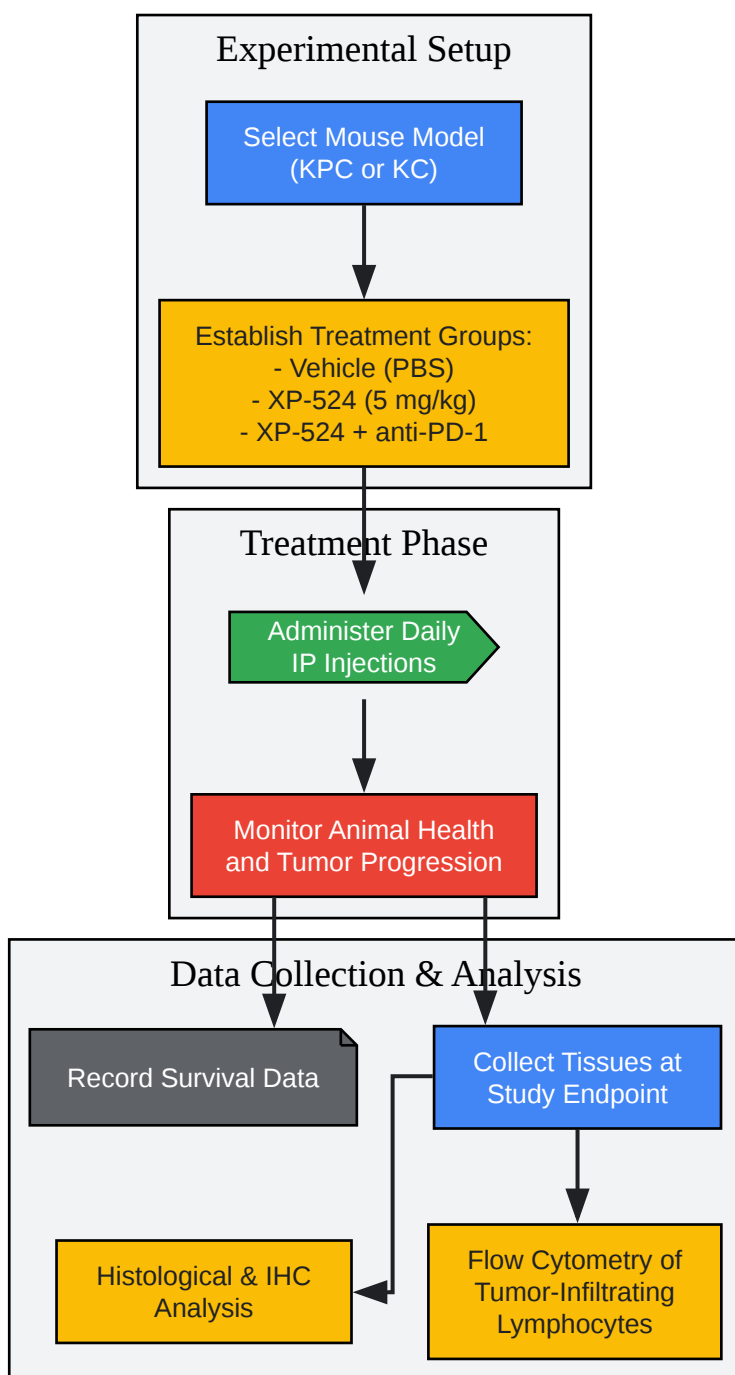 Experimental Setup
Select Mouse Model
(KPC or KC)
Establish Treatment Groups:
- Vehicle (PBS)
- XP-524 (5 mg/kg)
- XP-524 + anti-PD-1
Treatment Phase
Administer Daily
IP Injections
Monitor Animal Health
and Tumor Progression
Data Collection & Analysis
Record Survival Data
Collect Tissues at
Study Endpoint
Histological & IHC
Analysis
Flow Cytometry of
Tumor-Infiltrating
Lymphocytes